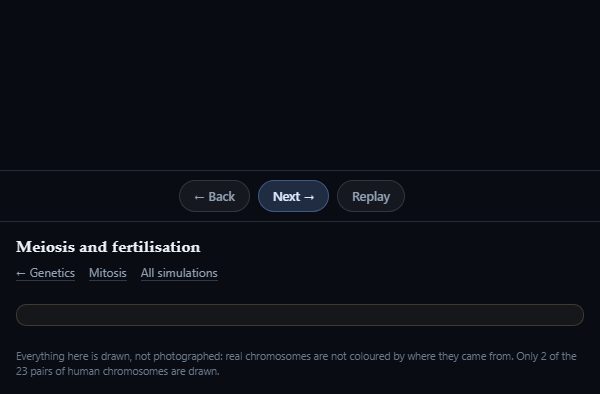 ← Back Next → Replay
Meiosis and fertilisation
← Genetics Mitosis All simulations
Everything here is drawn, not photographed: real chromosomes are not coloured by where they came from. Only 2 of the
23 pairs of human chromosomes are drawn.